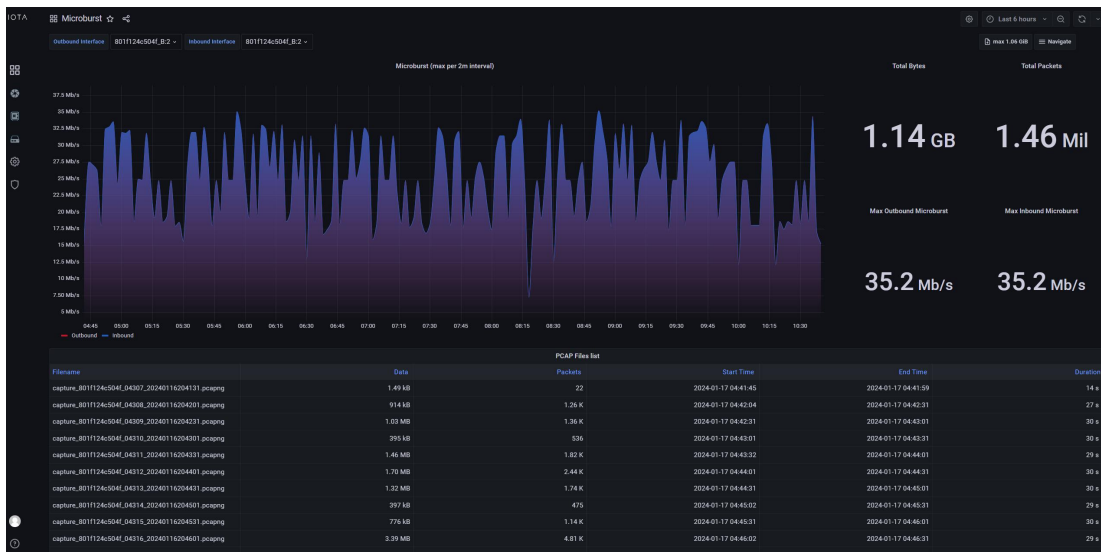 IOTA
Microburst
Last 6 hours
Outbound Interface 801f124c504f_B:2 Inbound Interface 801f124c504f_B:2
max 1.06 GiB Navigate
Microburst (max per 2m interval)
37.5 Mb/s
35 Mb/s
32.5 Mb/s
30 Mb/s
27.5 Mb/s
25 Mb/s
22.5 Mb/s
20 Mb/s
17.5 Mb/s
15 Mb/s
12.5 Mb/s
10 Mb/s
7.50 Mb/s
5 Mb/s
04:45 05:00 05:15 05:30 05:45 06:00 06:15 06:30 06:45 07:00 07:15 07:30 07:45 08:00 08:15 08:30 08:45 09:00 09:15 09:30 09:45 10:00 10:15 10:30
Outbound Inbound
Total Bytes
1.14 GB
Total Packets
1.46 Mil
Max Outbound Microburst
35.2 Mb/s
Max Inbound Microburst
35.2 Mb/s
PCAP Files list
Filename Data Packets Start Time End Time Duration
capture_801f124c504f_04307_20240116204131.pcapng 1.49 kB 22 2024-01-17 04:41:45 2024-01-17 04:41:59 14 s
capture_801f124c504f_04308_20240116204201.pcapng 914 kB 1.26 K 2024-01-17 04:42:04 2024-01-17 04:42:31 27 s
capture_801f124c504f_04309_20240116204231.pcapng 1.03 MB 1.36 K 2024-01-17 04:42:31 2024-01-17 04:43:01 30 s
capture_801f124c504f_04310_20240116204301.pcapng 395 kB 536 2024-01-17 04:43:01 2024-01-17 04:43:31 30 s
capture_801f124c504f_04311_20240116204331.pcapng 1.46 MB 1.82 K 2024-01-17 04:43:32 2024-01-17 04:44:01 29 s
capture_801f124c504f_04312_20240116204401.pcapng 1.70 MB 2.44 K 2024-01-17 04:44:01 2024-01-17 04:44:31 30 s
capture_801f124c504f_04313_20240116204431.pcapng 1.32 MB 1.74 K 2024-01-17 04:44:31 2024-01-17 04:45:01 30 s
capture_801f124c504f_04314_20240116204501.pcapng 397 kB 475 2024-01-17 04:45:02 2024-01-17 04:45:31 29 s
capture_801f124c504f_04315_20240116204531.pcapng 776 kB 1.14 K 2024-01-17 04:45:31 2024-01-17 04:46:01 30 s
capture_801f124c504f_04316_20240116204601.pcapng 3.39 MB 4.81 K 2024-01-17 04:46:02 2024-01-17 04:46:31 29 s